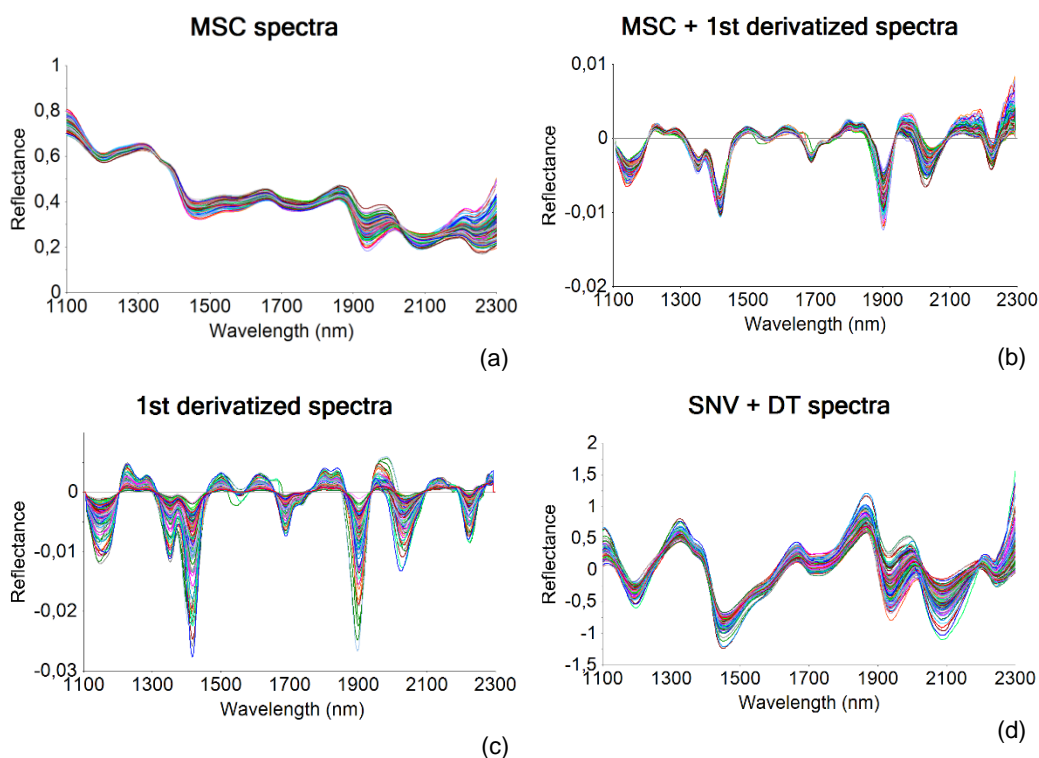 MSC spectra
1
0,8
0,6
0,4
0,2
0
Reflectance
1100 1300 1500 1700 1900 2100 2300
Wavelength (nm)
(a)
MSC + 1st derivatized spectra
0,01
0
-0,01
-0,02
Reflectance
1100 1300 1500 1700 1900 2100 2300
Wavelength (nm)
(b)
1st derivatized spectra
0
-0,01
-0,02
-0,03
Reflectance
1100 1300 1500 1700 1900 2100 2300
Wavelength (nm)
(c)
SNV + DT spectra
2
1,5
1
0,5
0
-0,5
-1
-1,5
Reflectance
1100 1300 1500 1700 1900 2100 2300
Wavelength (nm)
(d)